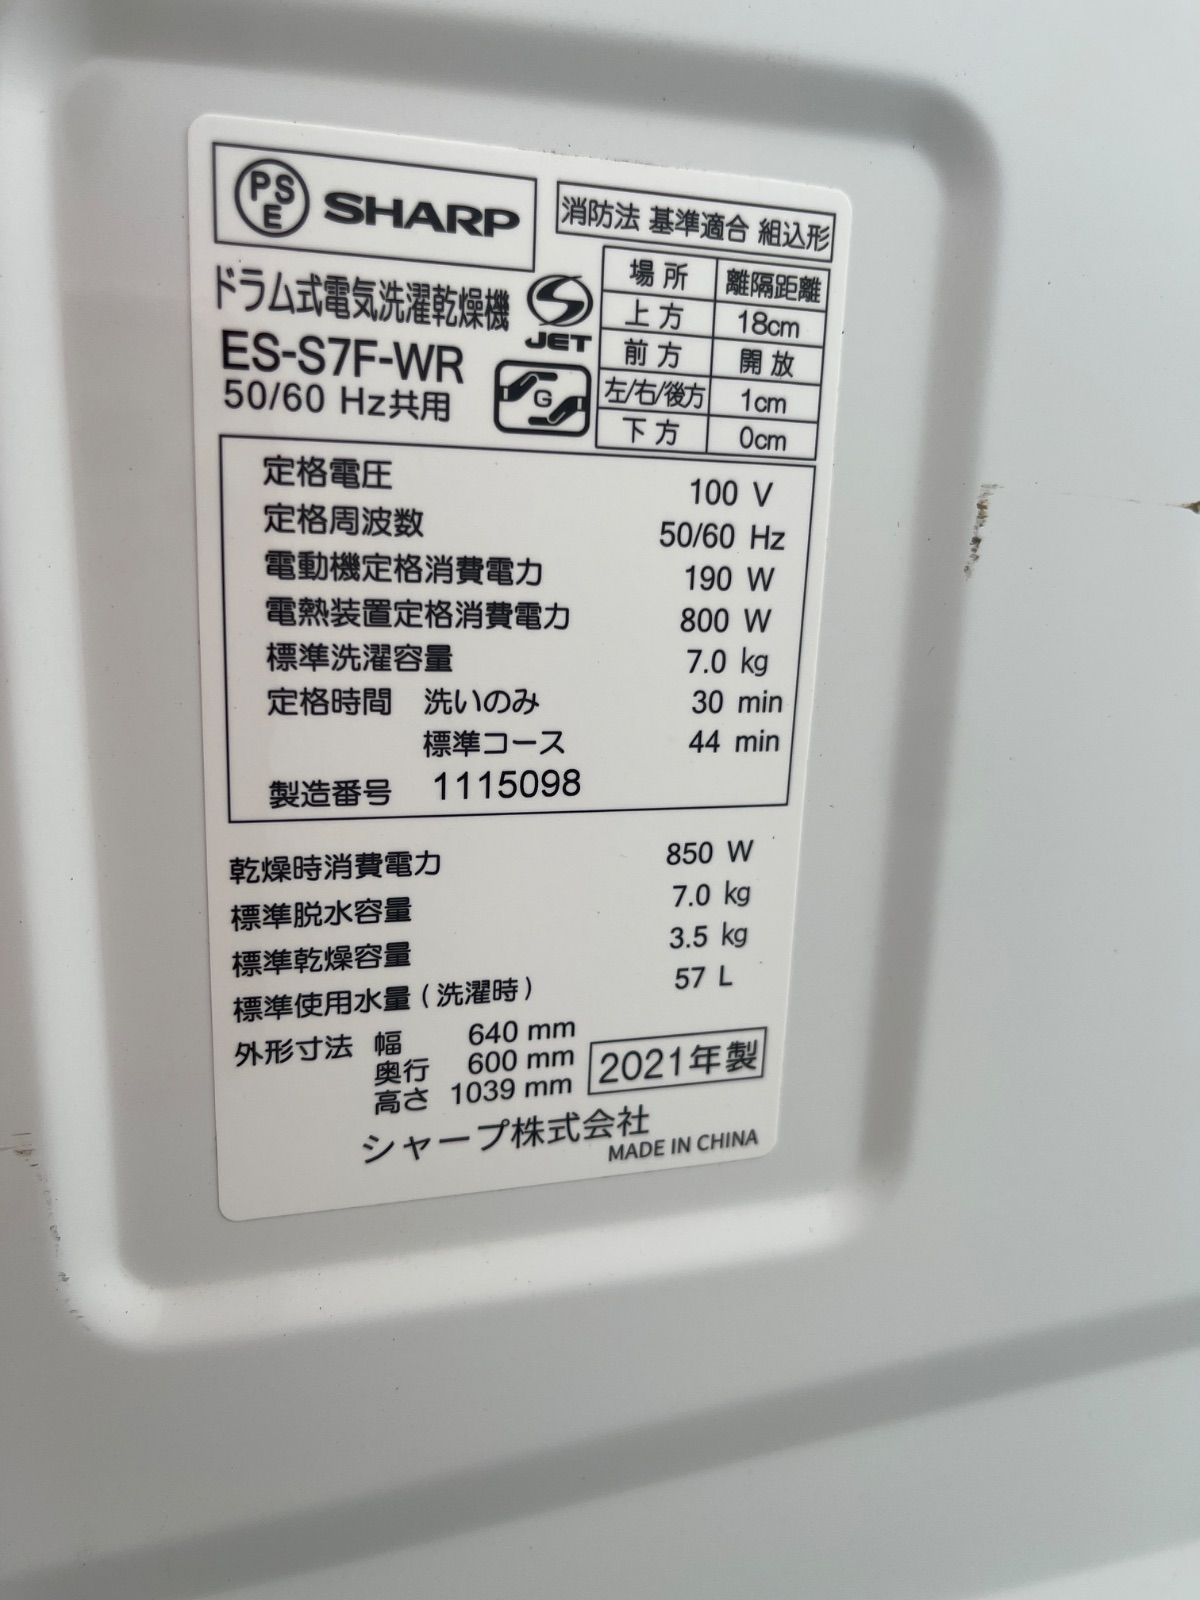 PSE SHARP
消防法 基準適合 組込形
ドラム式電気洗濯乾燥機
ES-S7F-WR
50/60 Hz共用
S JET
G
場所 離隔距離
上方 18cm
前方 開放
左/右/後方 1cm
下方 0cm
定格電圧 100 V
定格周波数 50/60 Hz
電動機定格消費電力 190 W
電熱装置定格消費電力 800 W
標準洗濯容量 7.0 kg
定格時間 洗いのみ 30 min
標準コース 44 min
製造番号 1115098
乾燥時消費電力 850 W
標準脱水容量 7.0 kg
標準乾燥容量 3.5 kg
標準使用水量(洗濯時) 57 L
外形寸法 幅 640 mm
奥行 600 mm
高さ 1039 mm
2021年製
シャープ株式会社
MADE IN CHINA